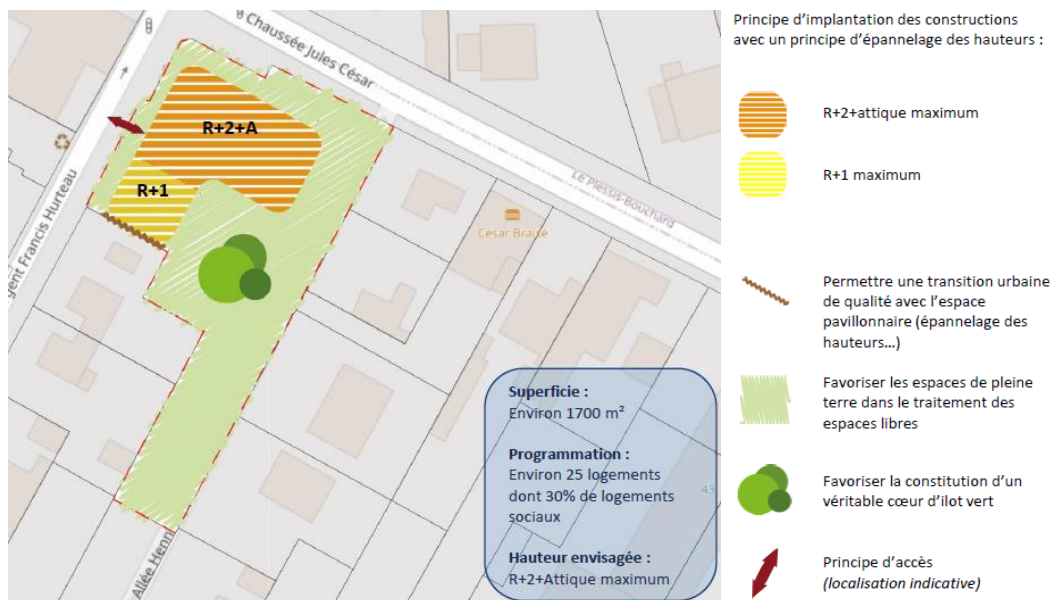 Chaussée Jules César
Le Plessis-Bouchard
R+2+A
R+1
gent Francis Hurteau
César Braise
Allée Henri
43
Superficie :
Environ 1700 m²
Programmation :
Environ 25 logements
dont 30% de logements
sociaux
Hauteur envisagée :
R+2+Attique maximum
Principe d'implantation des constructions
avec un principe d'épannelage des hauteurs :
R+2+attique maximum
R+1 maximum
Permettre une transition urbaine
de qualité avec l'espace
pavillonnaire (épannelage des
hauteurs…)
Favoriser les espaces de pleine
terre dans le traitement des
espaces libres
Favoriser la constitution d'un
véritable cœur d'ilot vert
Principe d'accès
(localisation indicative)